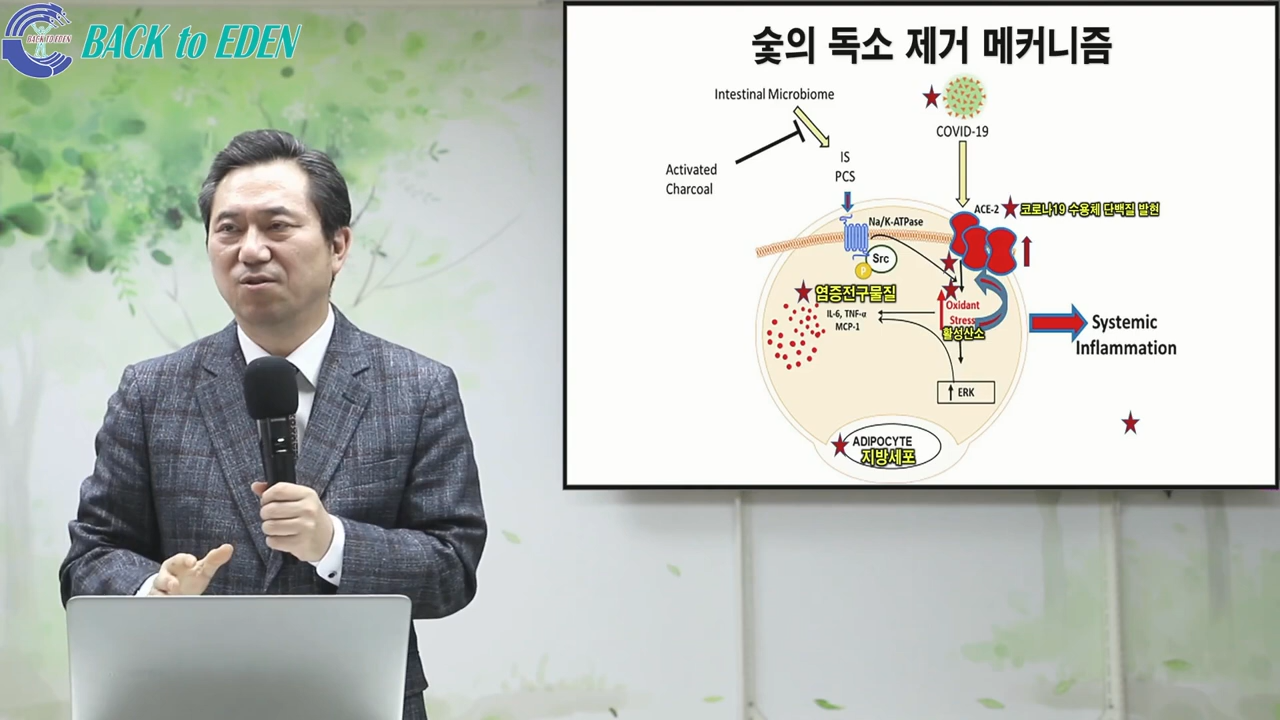 BACK TO EDEN
BACK to EDEN
숯의 독소 제거 메커니즘
Intestinal Microbiome
COVID-19
Activated
Charcoal
IS
PCS
ACE-2
코로나19 수용체 단백질 발현
Na/K-ATPase
Src
P
염증전구물질
IL-6, TNF-α
MCP-1
Oxidant
Stress
활성산소
Systemic
Inflammation
ERK
ADIPOCYTE
지방세포